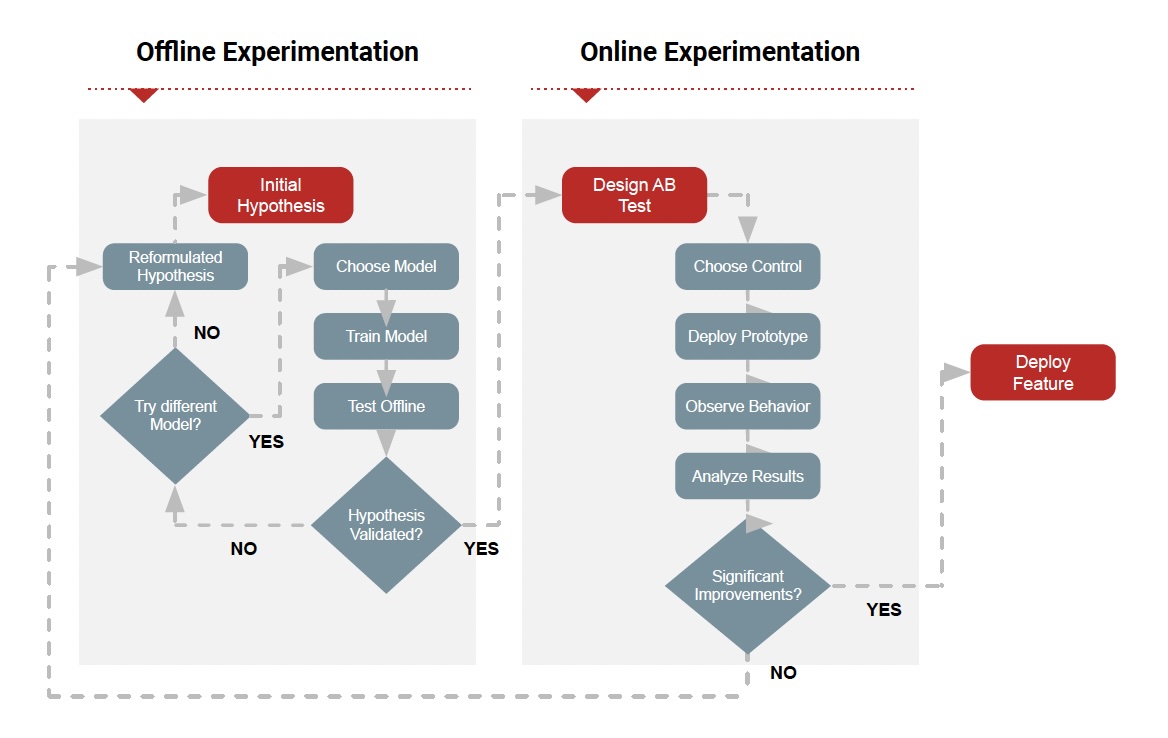 Offline Experimentation
Initial
Hypothesis
Reformulated
Hypothesis
NO
Try different
Model?
YES
Choose Model
Train Model
Test Offline
Hypothesis
Validated?
NO
YES
Online Experimentation
Design AB
Test
Choose Control
Deploy Prototype
Observe Behavior
Analyze Results
Significant
Improvements?
YES
NO
Deploy
Feature